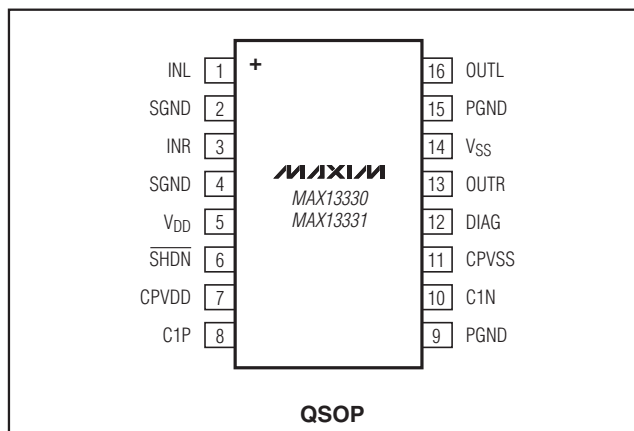 INL 1 + 16 OUTL
SGND 2 15 PGND
INR 3 14 VSS
SGND 4 13 OUTR
VDD 5 12 DIAG
SHDN 6 11 CPVSS
CPVDD 7 10 C1N
C1P 8 9 PGND
MAXIM
MAX13330
MAX13331
QSOP